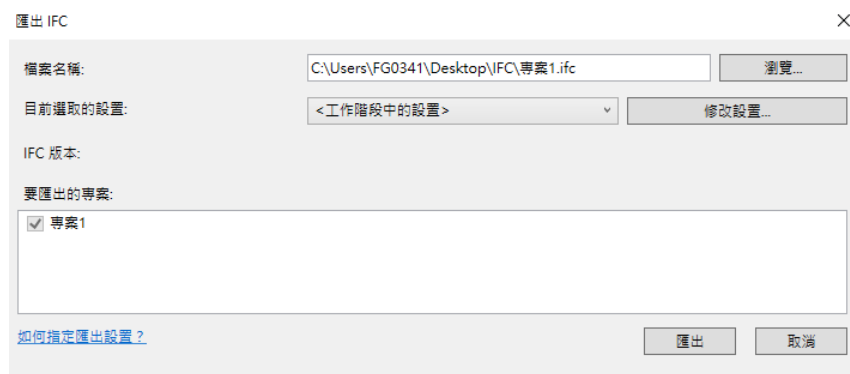 匯出 IFC
檔案名稱: C:\Users\FG0341\Desktop\IFC\專案1.ifc 瀏覽...
目前選取的設置: <工作階段中的設置> 修改設置...
IFC 版本:
要匯出的專案:
專案1
如何指定匯出設置？ 匯出 取消